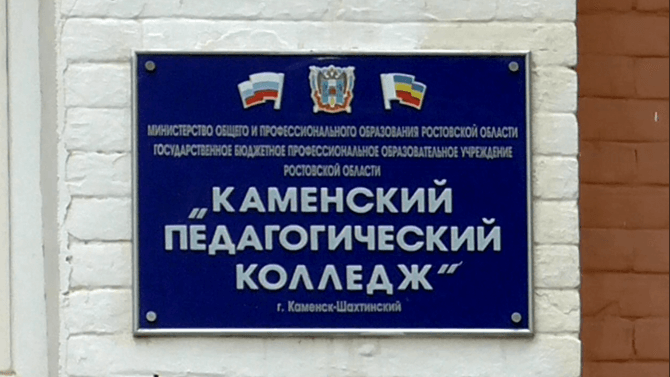 МИНИСТЕРСТВО ОБЩЕГО И ПРОФЕССИОНАЛЬНОГО ОБРАЗОВАНИЯ РОСТОВСКОЙ ОБЛАСТИ
ГОСУДАРСТВЕННОЕ БЮДЖЕТНОЕ ПРОФЕССИОНАЛЬНОЕ ОБРАЗОВАТЕЛЬНОЕ УЧРЕЖДЕНИЕ
РОСТОВСКОЙ ОБЛАСТИ
„КАМЕНСКИЙ
ПЕДАГОГИЧЕСКИЙ
КОЛЛЕДЖ“
г. Каменск-Шахтинский